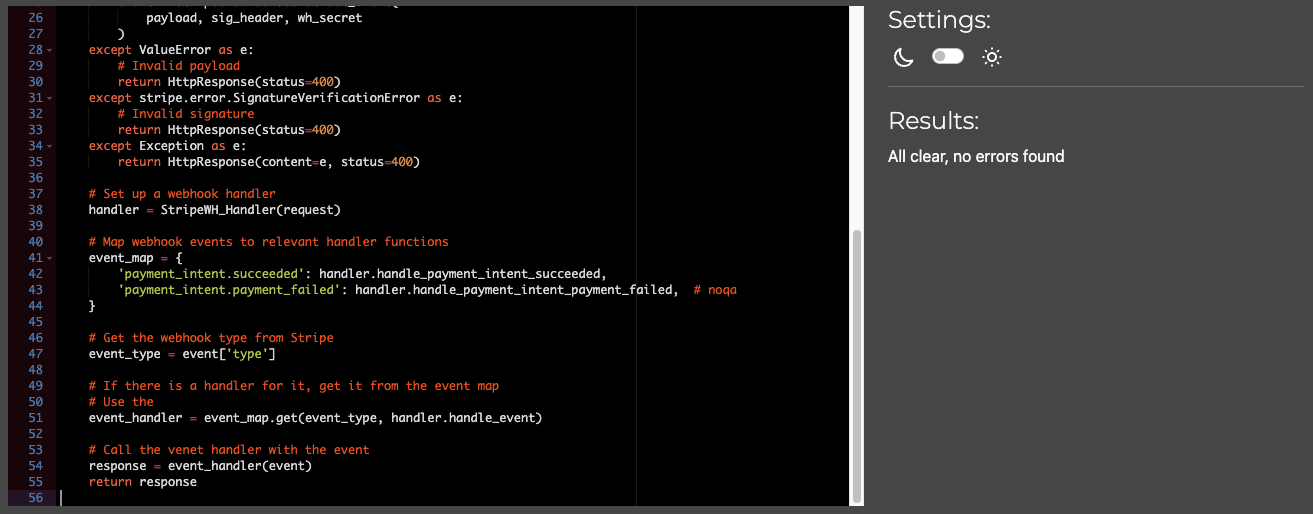 26            payload, sig_header, wh_secret
27        )
28    except ValueError as e:
29        # Invalid payload
30        return HttpResponse(status=400)
31    except stripe.error.SignatureVerificationError as e:
32        # Invalid signature
33        return HttpResponse(status=400)
34    except Exception as e:
35        return HttpResponse(content=e, status=400)
36
37    # Set up a webhook handler
38    handler = StripeWH_Handler(request)
39
40    # Map webhook events to relevant handler functions
41    event_map = {
42        'payment_intent.succeeded': handler.handle_payment_intent_succeeded,
43        'payment_intent.payment_failed': handler.handle_payment_intent_payment_failed,  # noqa
44    }
45
46    # Get the webhook type from Stripe
47    event_type = event['type']
48
49    # If there is a handler for it, get it from the event map
50    # Use the
51    event_handler = event_map.get(event_type, handler.handle_event)
52
53    # Call the venet handler with the event
54    response = event_handler(event)
55    return response
56
Settings:
Results:
All clear, no errors found